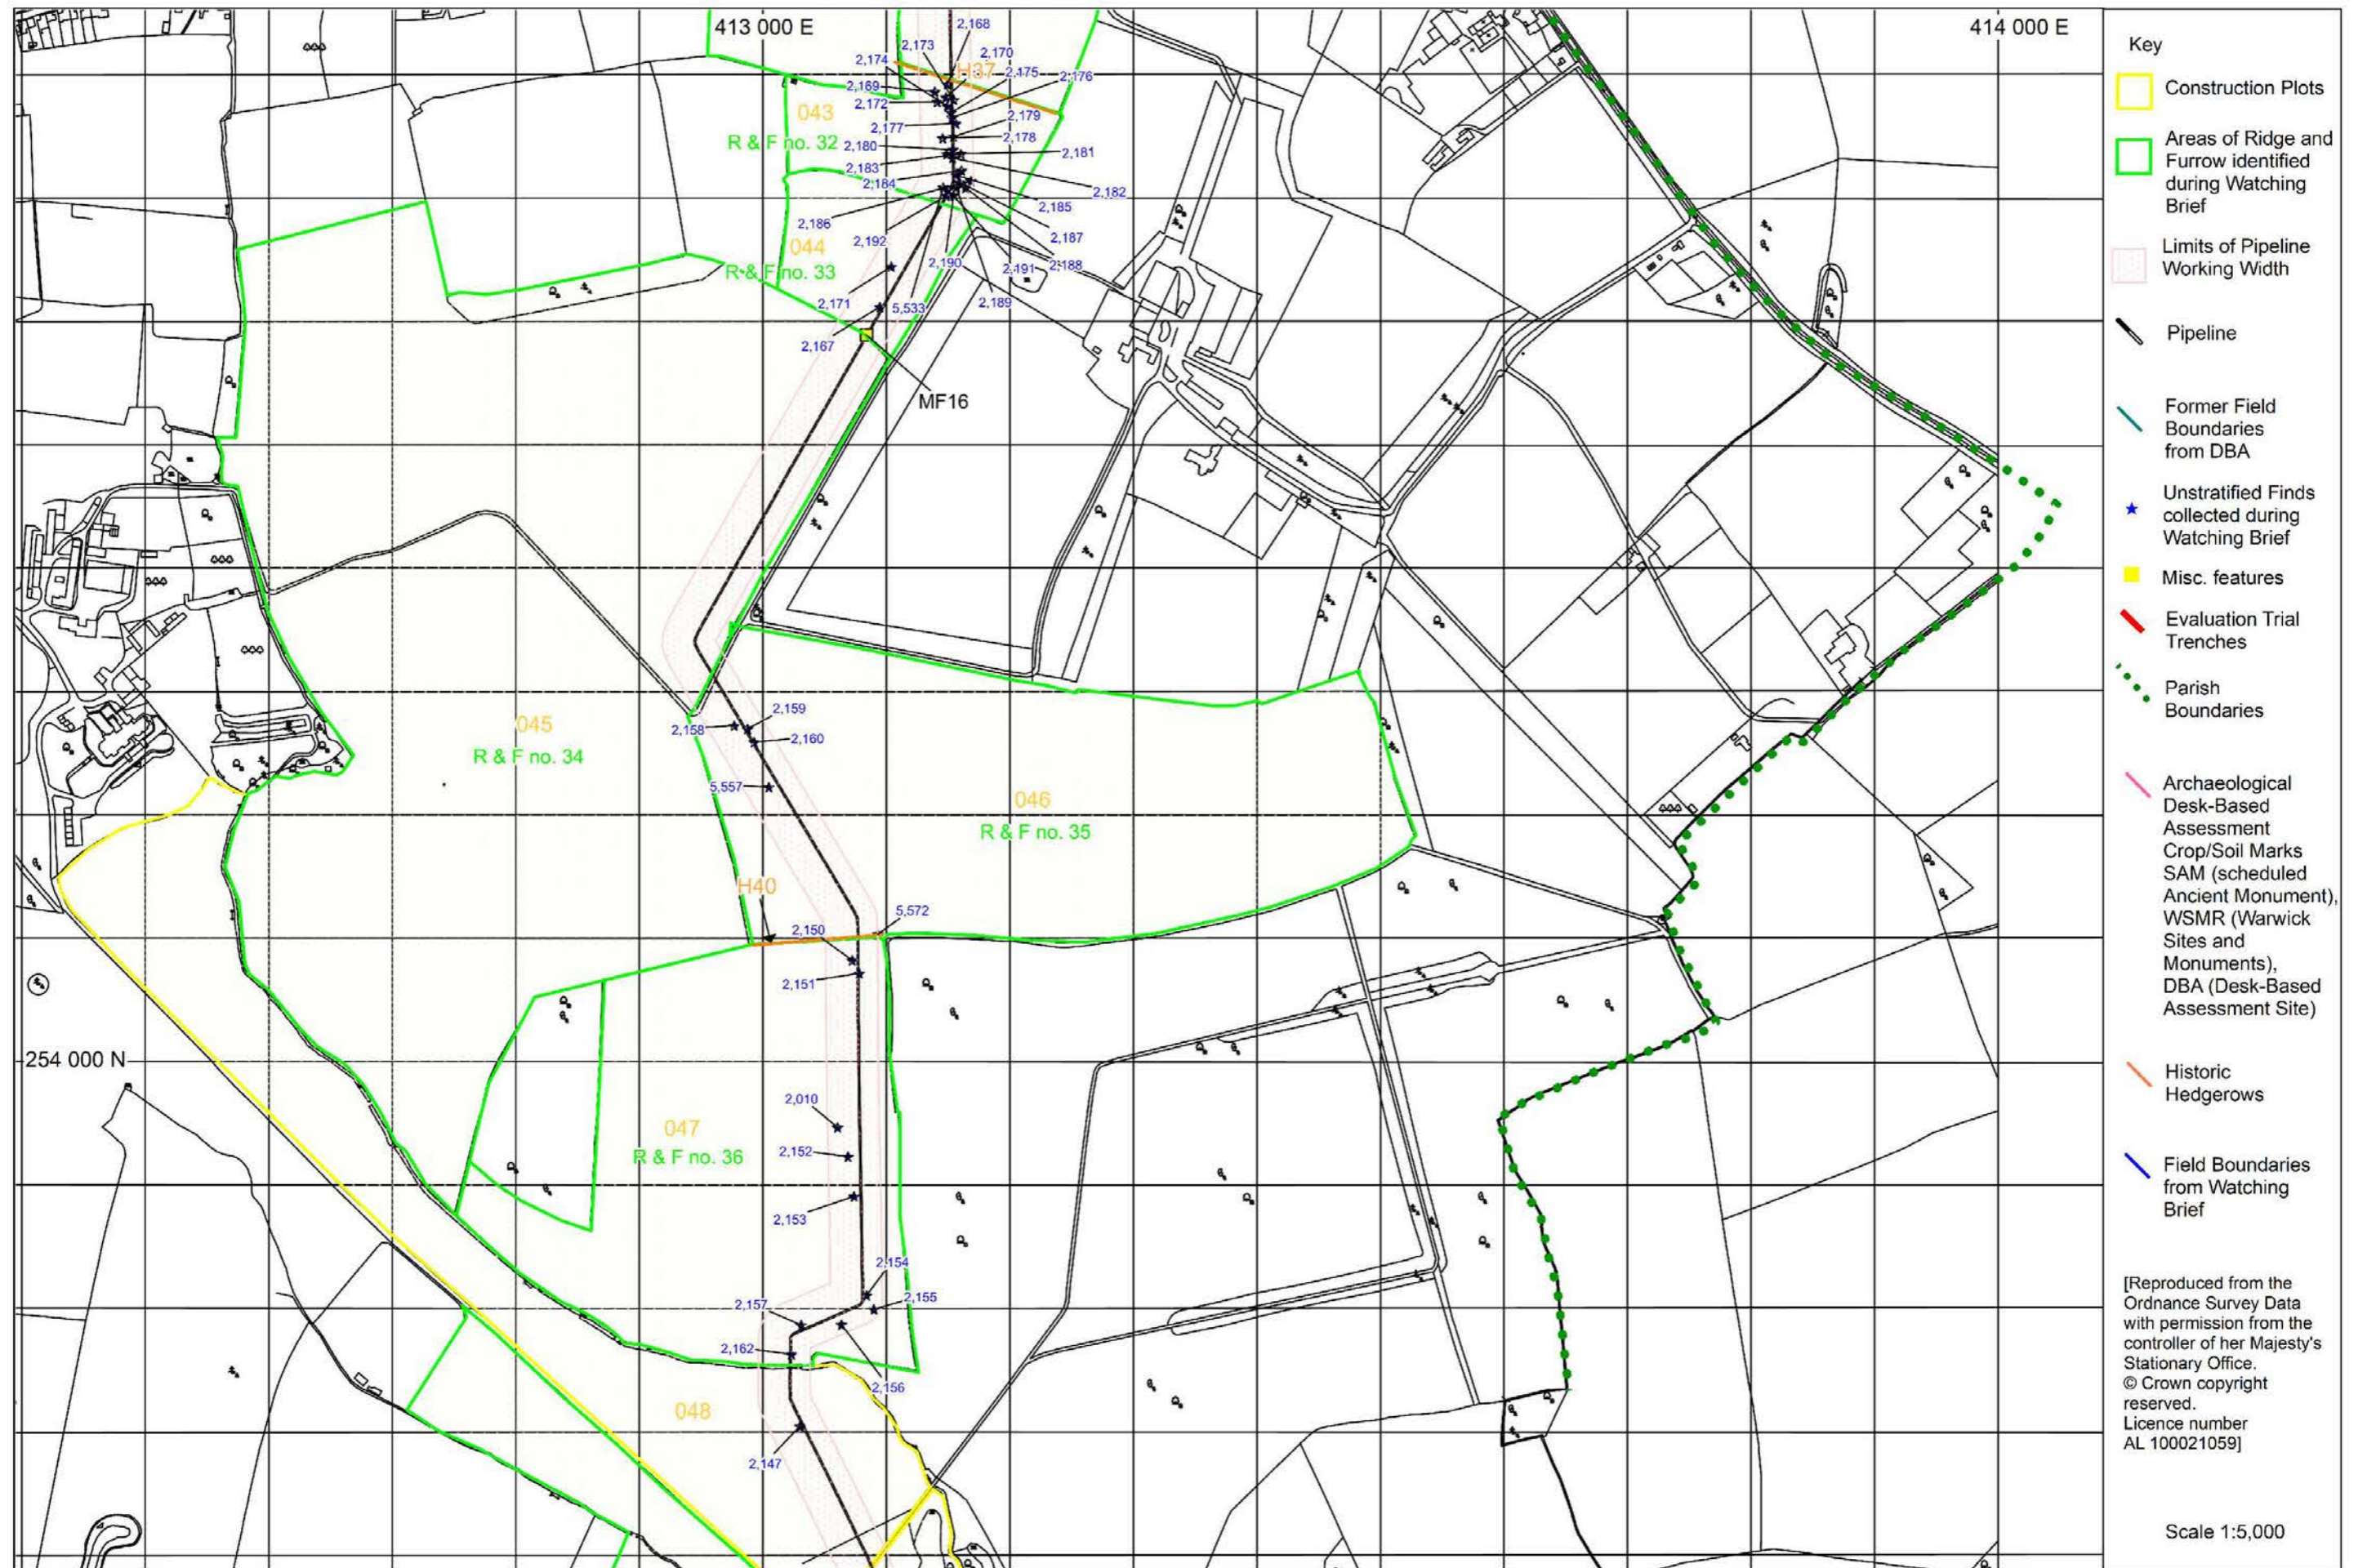 413 000 E
414 000 E
2,168
2,173
2,170
2,174
H37
2,175
2,176
2,169
2,172
043
2,179
2,177
R & F no. 32
2,180
2,178
2,181
2,183
2,184
2,182
2,185
2,186
2,192
2,187
044
R & F no. 33
2,190
2,191
2,188
2,171
5,533
2,189
2,167
MF16
2,159
045
2,158
2,160
R & F no. 34
5,557
046
R & F no. 35
H40
5,572
2,150
2,151
254 000 N
2,010
047
2,152
R & F no. 36
2,153
2,154
2,157
2,155
2,162
2,156
048
2,147
Key
Construction Plots
Areas of Ridge and
Furrow identified
during Watching
Brief
Limits of Pipeline
Working Width
Pipeline
Former Field
Boundaries
from DBA
Unstratified Finds
collected during
Watching Brief
Misc. features
Evaluation Trial
Trenches
Parish
Boundaries
Archaeological
Desk-Based
Assessment
Crop/Soil Marks
SAM (scheduled
Ancient Monument),
WSMR (Warwick
Sites and
Monuments),
DBA (Desk-Based
Assessment Site)
Historic
Hedgerows
Field Boundaries
from Watching
Brief
[Reproduced from the
Ordnance Survey Data
with permission from the
controller of her Majesty's
Stationary Office.
© Crown copyright
reserved.
Licence number
AL 100021059]
Scale 1:5,000